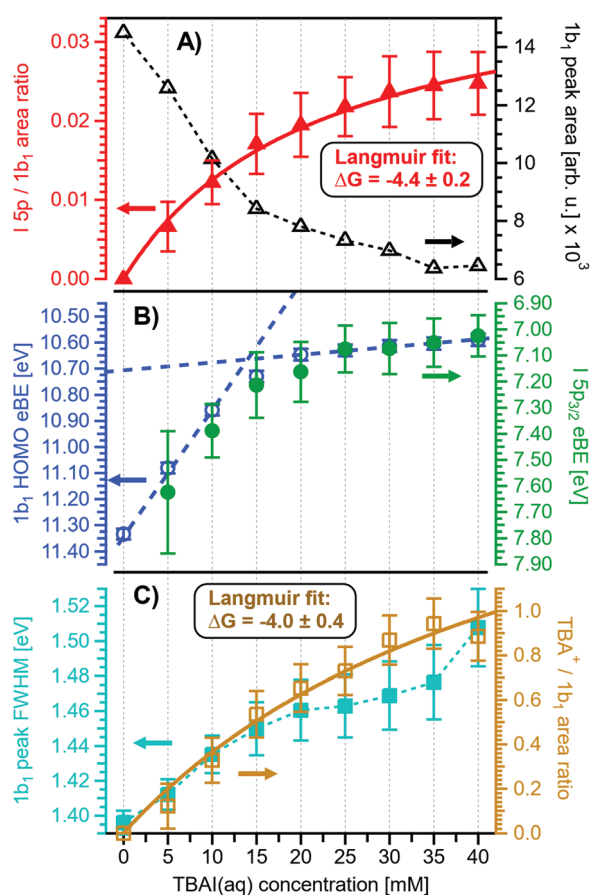 A)
0.03
0.02
0.01
0.00
I 5p / 1b₁ area ratio
14
12
10
8
6
1b₁ peak area [arb. u.] x 10³
Langmuir fit:
ΔG = -4.4 ± 0.2
B)
10.50
10.60
10.70
10.80
10.90
11.00
11.10
11.20
11.30
11.40
1b₁ HOMO eBE [eV]
6.90
7.00
7.10
7.20
7.30
7.40
7.50
7.60
7.70
7.80
7.90
I 5p₃/₂ eBE [eV]
C)
Langmuir fit:
ΔG = -4.0 ± 0.4
1.52
1.50
1.48
1.46
1.44
1.42
1.40
1b₁ peak FWHM [eV]
1.0
0.8
0.6
0.4
0.2
0.0
TBA⁺ / 1b₁ area ratio
0 5 10 15 20 25 30 35 40
TBAI(aq) concentration [mM]